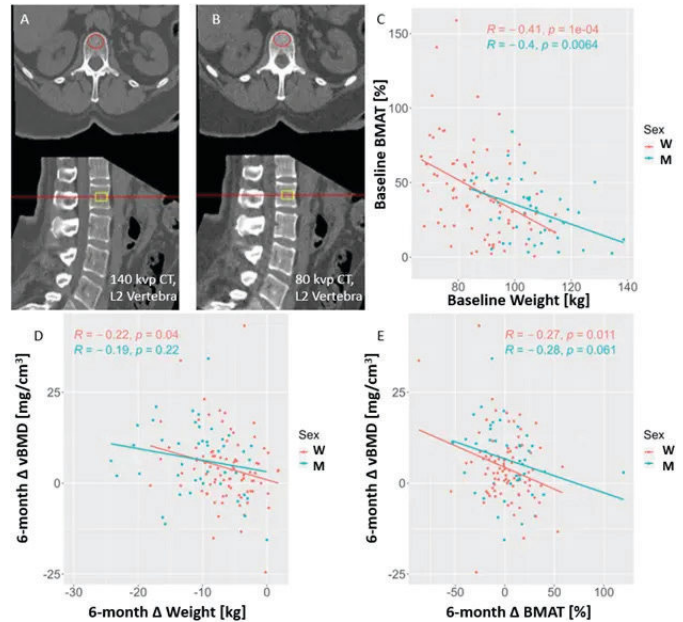 A
B
C
140 kvp CT,
L2 Vertebra
80 kvp CT,
L2 Vertebra
R = − 0.41, p = 1e-04
R = − 0.4, p = 0.0064
Baseline BMAT [%]
150
100
50
0
80
100
120
140
Baseline Weight [kg]
Sex
W
M
D
R = − 0.22, p = 0.04
R = − 0.19, p = 0.22
6-month Δ vBMD [mg/cm³]
25
0
-25
-30
-20
-10
0
6-month Δ Weight [kg]
Sex
W
M
E
R = − 0.27, p = 0.011
R = − 0.28, p = 0.061
6-month Δ vBMD [mg/cm³]
25
0
-25
-50
0
50
100
6-month Δ BMAT [%]
Sex
W
M